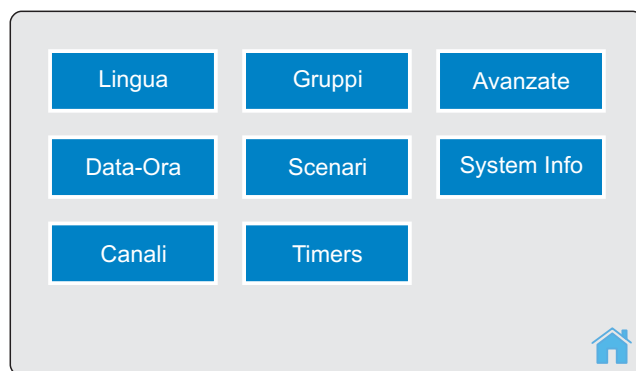 Lingua
Gruppi
Avanzate
Data-Ora
Scenari
System Info
Canali
Timers